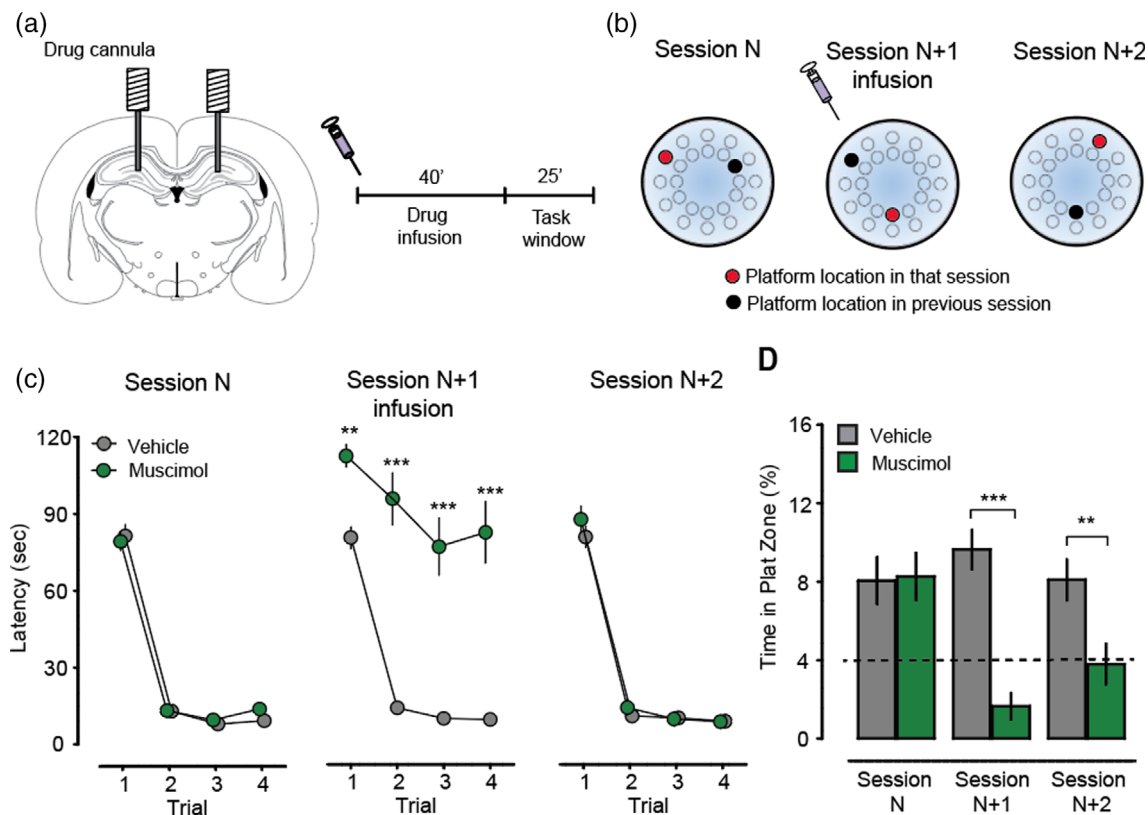 (a)
Drug cannula
40'
25'
Drug
infusion
Task
window
(b)
Session N
Session N+1
infusion
Session N+2
Platform location in that session
Platform location in previous session
(c)
Session N
Session N+1
infusion
Session N+2
Latency (sec)
120
90
60
30
0
Vehicle
Muscimol
**
***
***
***
1 2 3 4
Trial
1 2 3 4
Trial
1 2 3 4
Trial
D
Time in Plat Zone (%)
16
12
8
4
0
Vehicle
Muscimol
***
**
Session
N
Session
N+1
Session
N+2